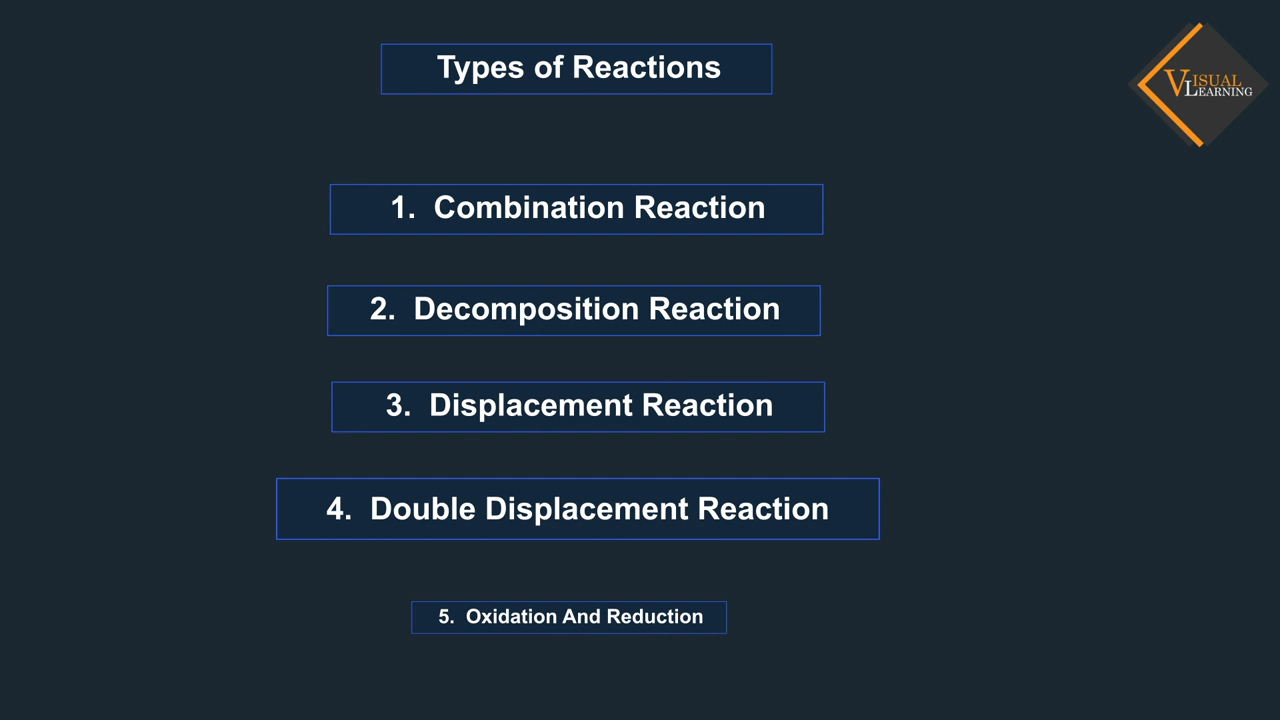 Types of Reactions
VISUAL
LEARNING
1. Combination Reaction
2. Decomposition Reaction
3. Displacement Reaction
4. Double Displacement Reaction
5. Oxidation And Reduction